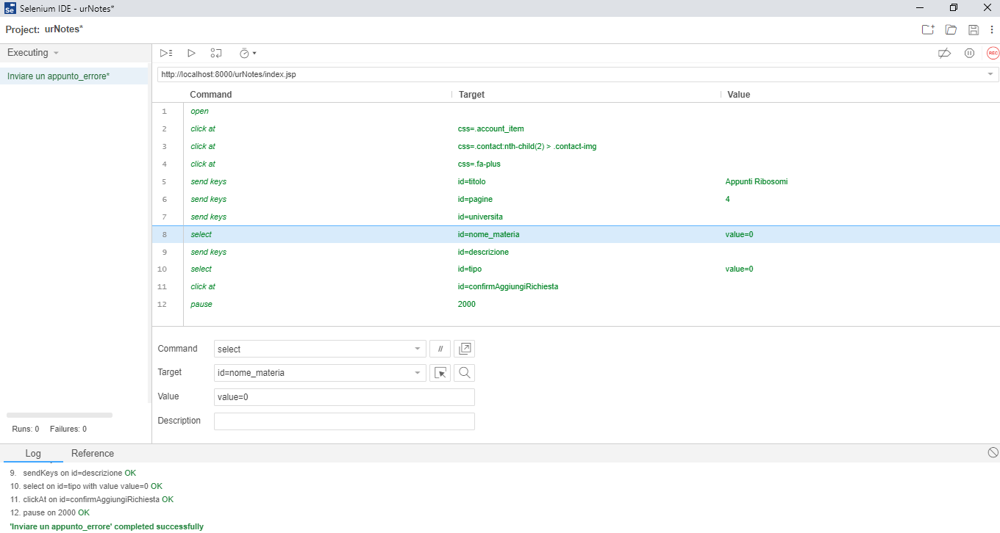 Se Selenium IDE - urNotes*
Project: urNotes*
Executing
Inviare un appunto_errore*
REC
http://localhost:8000/urNotes/index.jsp
Command Target Value
1 open
2 click at css=.account_item
3 click at css=.contact:nth-child(2) > .contact-img
4 click at css=.fa-plus
5 send keys id=titolo Appunti Ribosomi
6 send keys id=pagine 4
7 send keys id=universita
8 select id=nome_materia value=0
9 send keys id=descrizione
10 select id=tipo value=0
11 click at id=confirmAggiungiRichiesta
12 pause 2000
Command select //
Target id=nome_materia
Value value=0
Description
Runs: 0 Failures: 0
Log Reference
9. sendKeys on id=descrizione OK
10. select on id=tipo with value value=0 OK
11. clickAt on id=confirmAggiungiRichiesta OK
12. pause on 2000 OK
'Inviare un appunto_errore' completed successfully